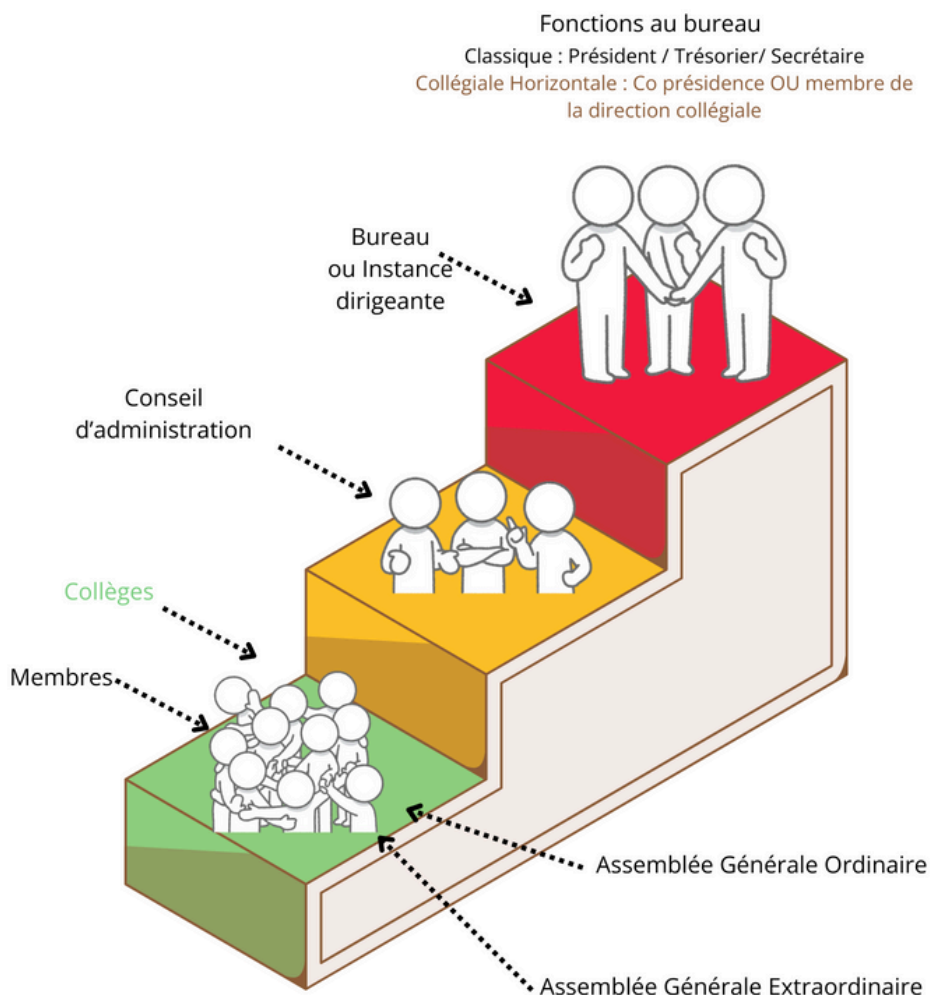 Fonctions au bureau
Classique : Président / Trésorier/ Secrétaire
Collégiale Horizontale : Co présidence OU membre de
la direction collégiale
Bureau
ou Instance
dirigeante
Conseil
d’administration
Collèges
Membres
Assemblée Générale Ordinaire
Assemblée Générale Extraordinaire